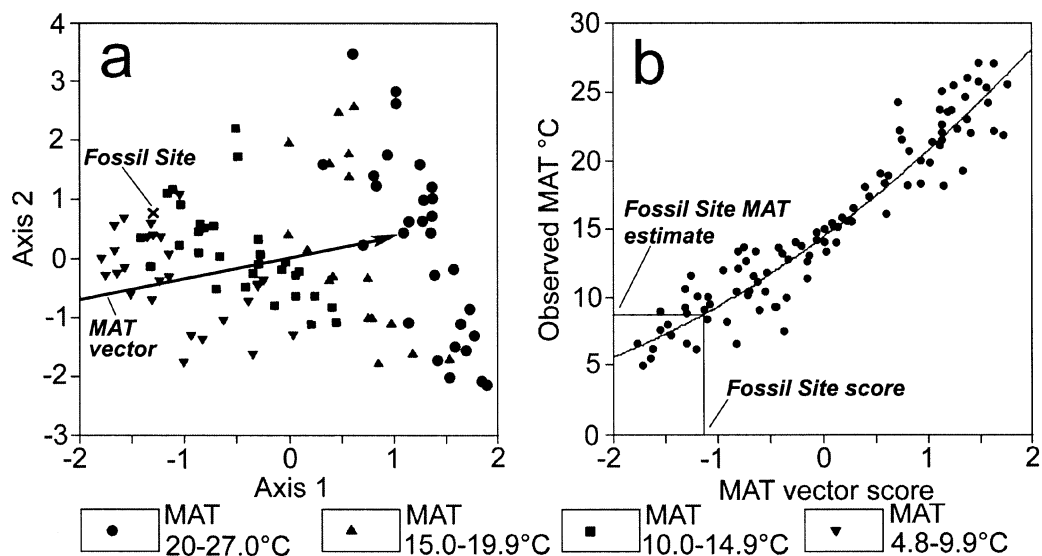 a
4
3
2
1
0
-1
-2
-3
Axis 2
-2
-1
0
1
2
Axis 1
Fossil Site
MAT
vector
b
30
25
20
15
10
5
0
Observed MAT °C
-2
-1
0
1
2
MAT vector score
Fossil Site MAT
estimate
Fossil Site score
MAT
20-27.0°C
MAT
15.0-19.9°C
MAT
10.0-14.9°C
MAT
4.8-9.9°C